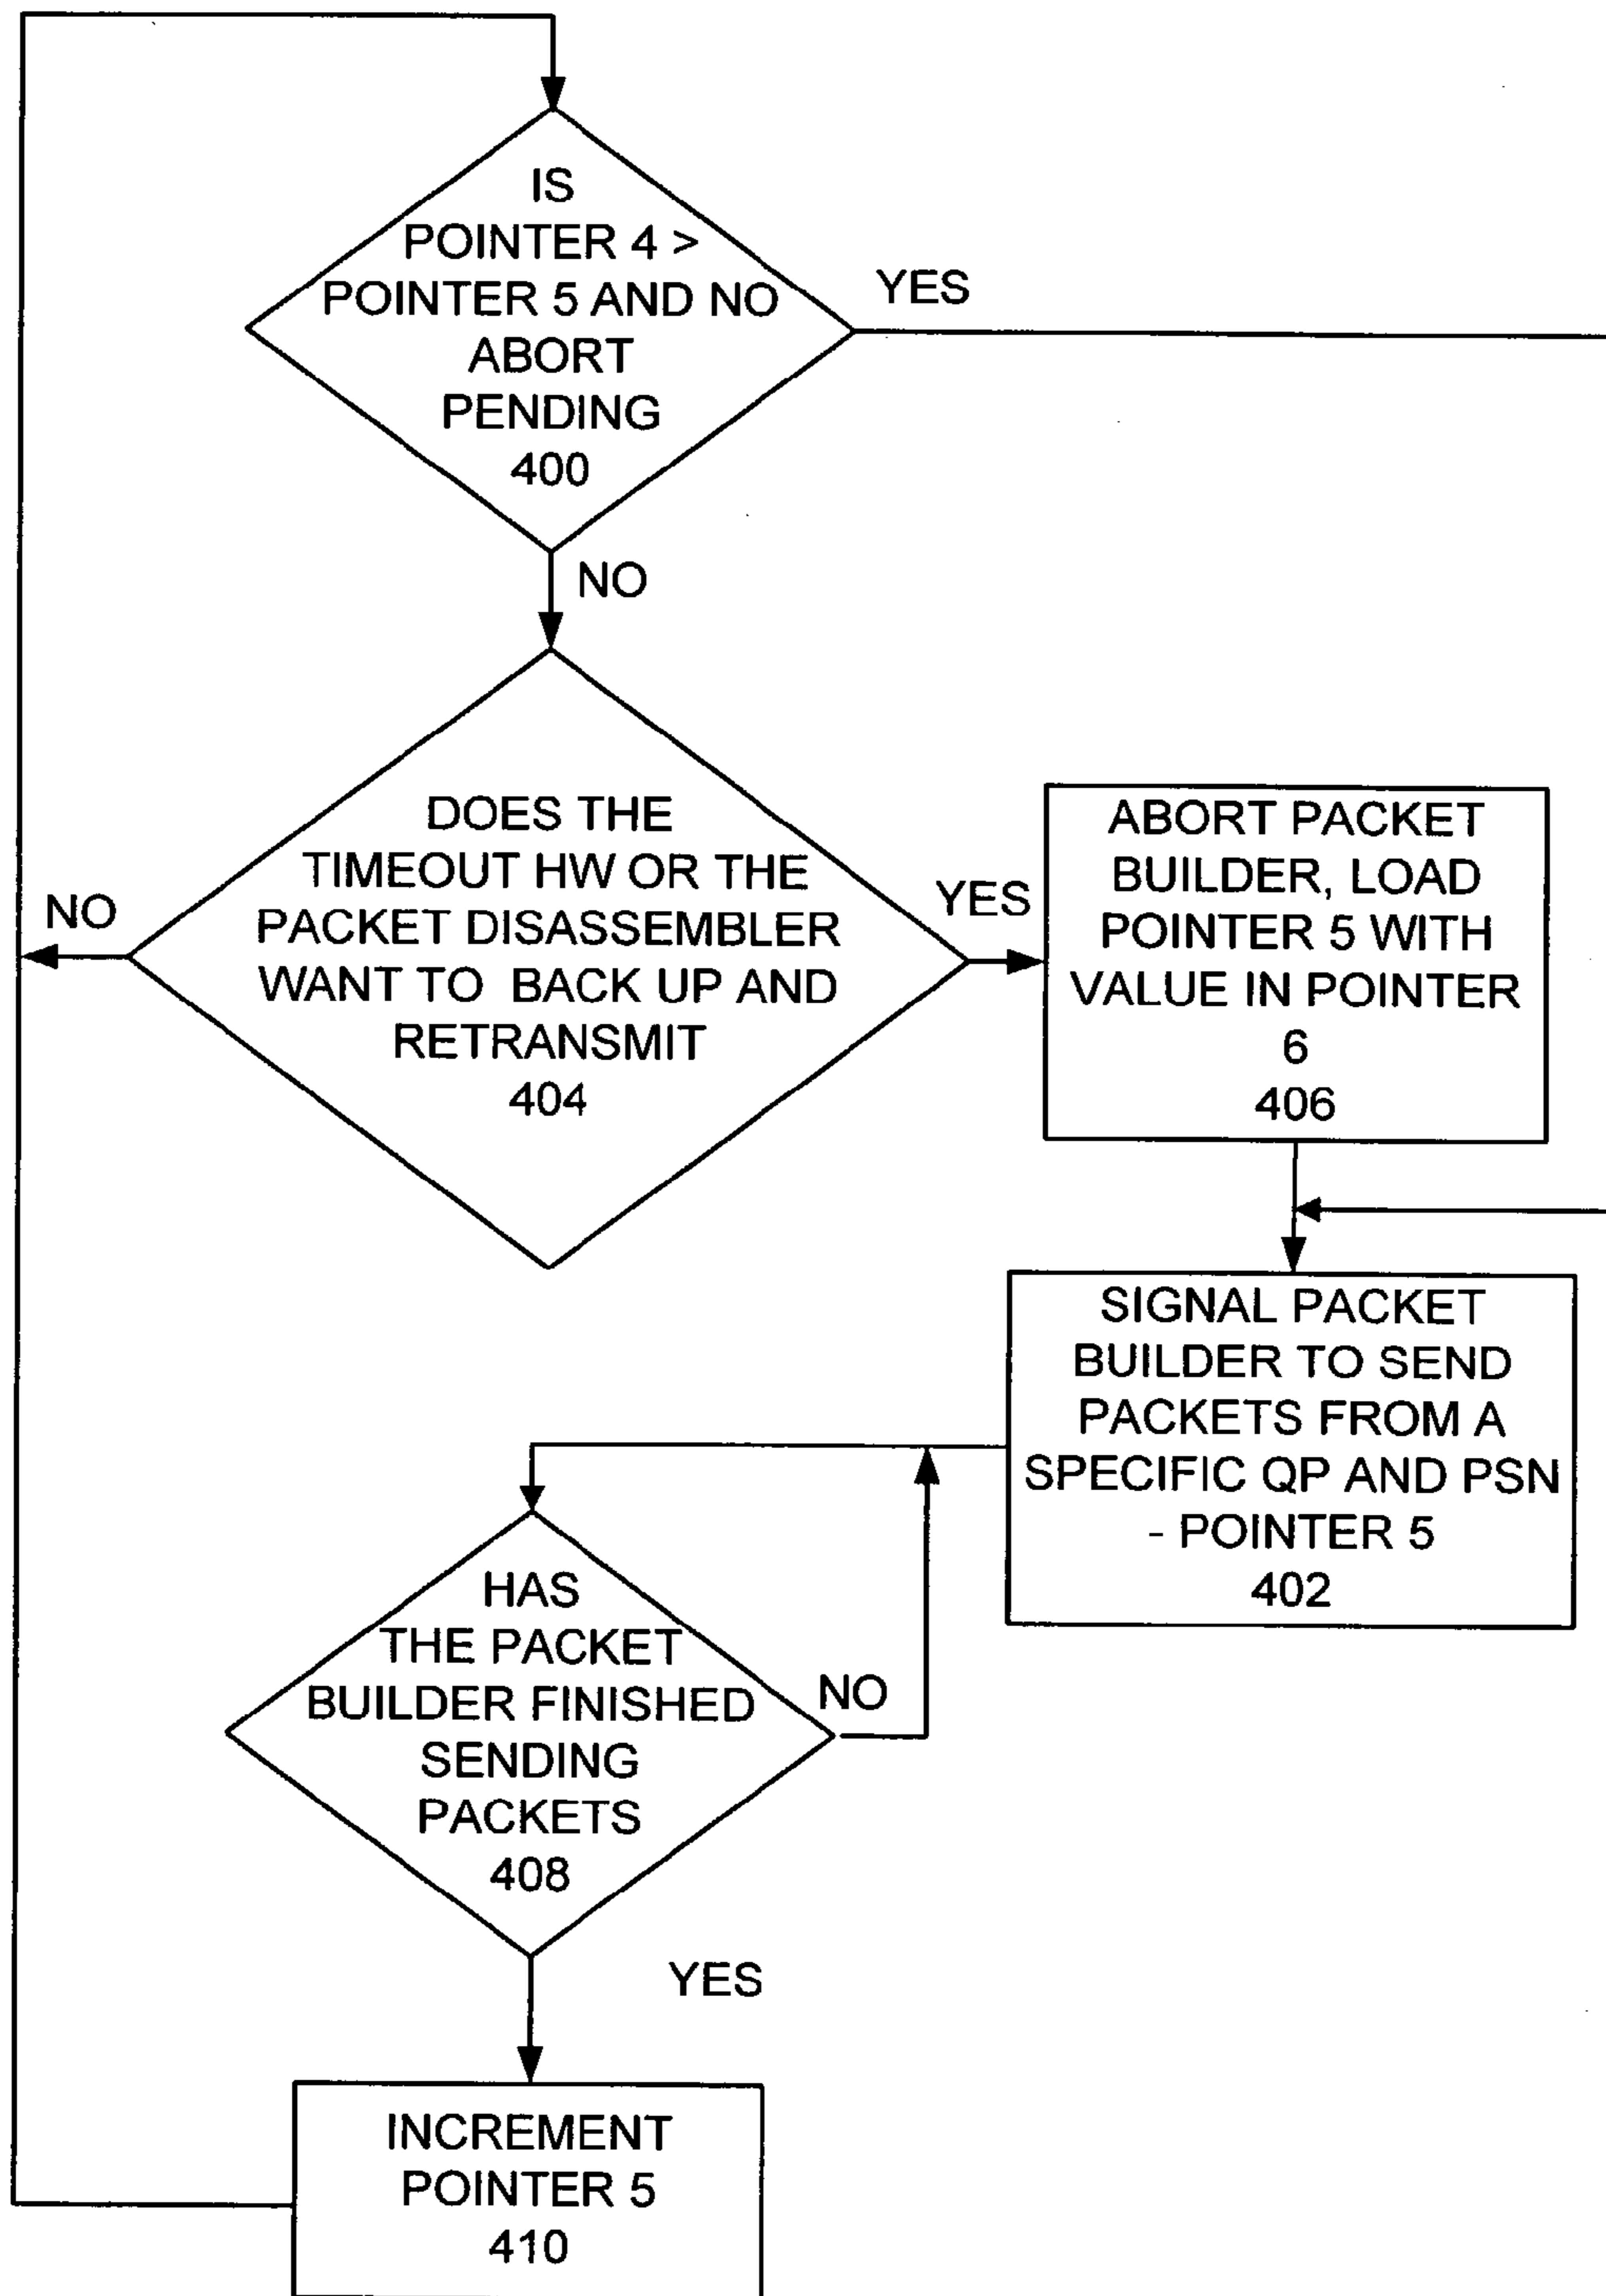 IS
POINTER 4 >
POINTER 5 AND NO
ABORT
PENDING
400
YES
NO
DOES THE
TIMEOUT HW OR THE
PACKET DISASSEMBLER
WANT TO BACK UP AND
RETRANSMIT
404
NO
YES
ABORT PACKET
BUILDER, LOAD
POINTER 5 WITH
VALUE IN POINTER
6
406
SIGNAL PACKET
BUILDER TO SEND
PACKETS FROM A
SPECIFIC QP AND PSN
- POINTER 5
402
HAS
THE PACKET
BUILDER FINISHED
SENDING
PACKETS
408
NO
YES
INCREMENT
POINTER 5
410